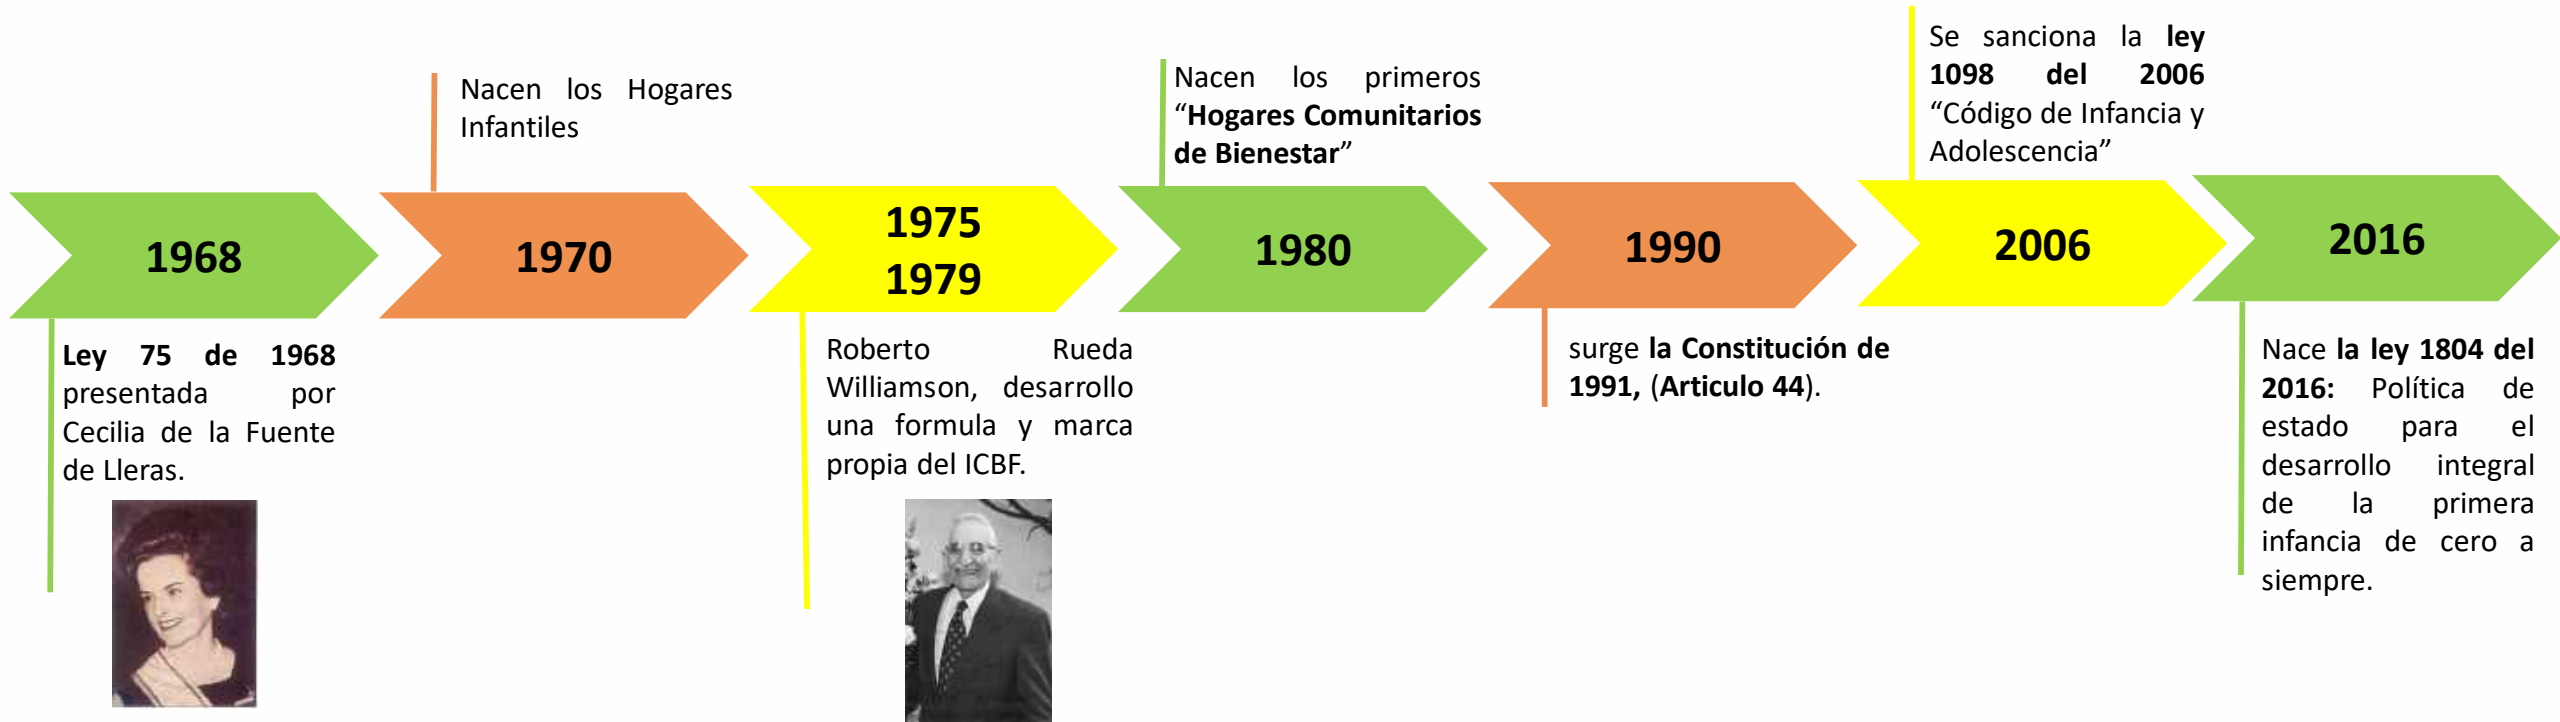 1968
Ley 75 de 1968
presentada por
Cecilia de la Fuente
de Lleras.
Nacen los Hogares
Infantiles
1970
1975
1979
Roberto Rueda
Williamson, desarrollo
una formula y marca
propia del ICBF.
Nacen los primeros
“Hogares Comunitarios
de Bienestar”
1980
1990
surge la Constitución de
1991, (Articulo 44).
Se sanciona la ley
1098 del 2006
“Código de Infancia y
Adolescencia”
2006
2016
Nace la ley 1804 del
2016: Política de
estado para el
desarrollo integral
de la primera
infancia de cero a
siempre.